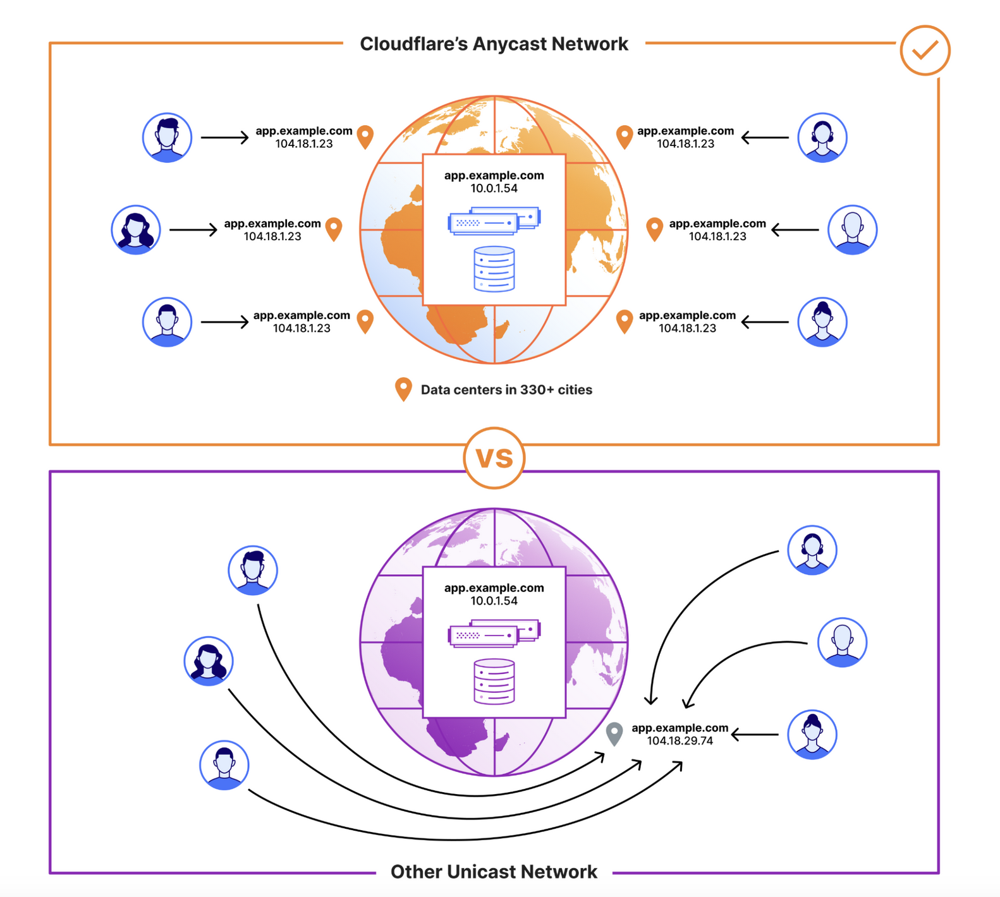 Cloudflare’s Anycast Network
app.example.com
104.18.1.23
app.example.com
104.18.1.23
app.example.com
10.0.1.54
app.example.com
104.18.1.23
app.example.com
104.18.1.23
app.example.com
104.18.1.23
app.example.com
104.18.1.23
Data centers in 330+ cities
VS
app.example.com
10.0.1.54
app.example.com
104.18.29.74
Other Unicast Network